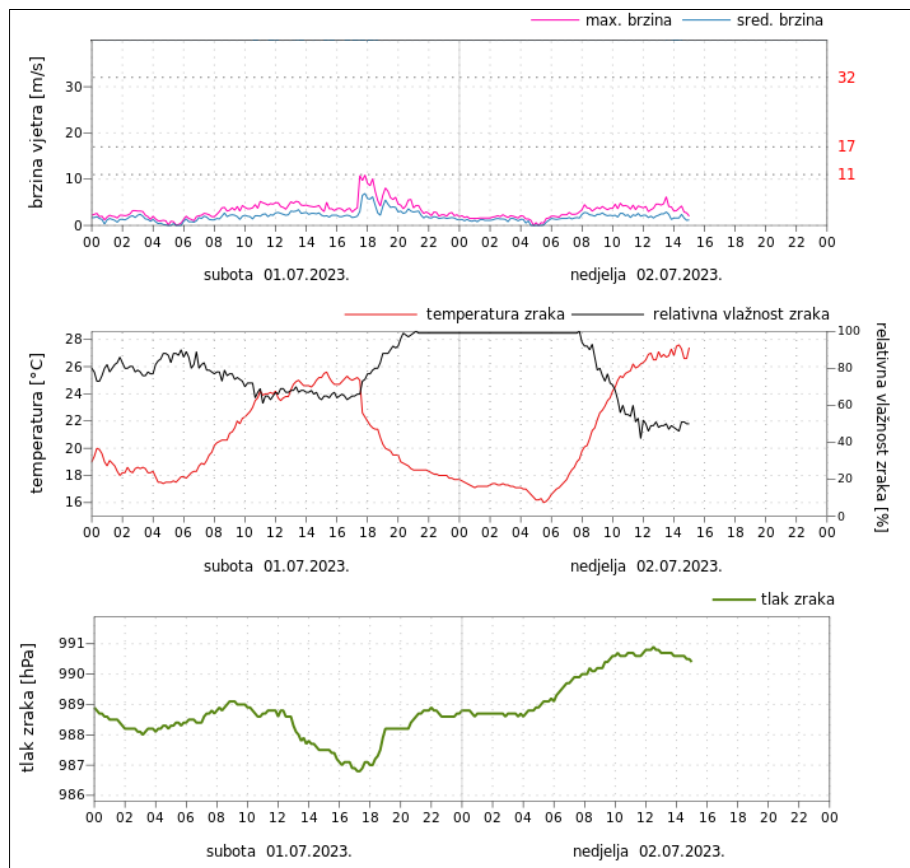 max. brzina sred. brzina
brzina vjetra [m/s]
30
20
10
0
32
17
11
00 02 04 06 08 10 12 14 16 18 20 22 00 02 04 06 08 10 12 14 16 18 20 22 00
subota 01.07.2023. nedjelja 02.07.2023.
temperatura zraka relativna vlažnost zraka
temperatura [°C]
28
26
24
22
20
18
16
100
80
60
40
20
0
relativna vlažnost
zraka [%]
00 02 04 06 08 10 12 14 16 18 20 22 00 02 04 06 08 10 12 14 16 18 20 22 00
subota 01.07.2023. nedjelja 02.07.2023.
tlak zraka
tlak zraka [hPa]
991
990
989
988
987
986
00 02 04 06 08 10 12 14 16 18 20 22 00 02 04 06 08 10 12 14 16 18 20 22 00
subota 01.07.2023. nedjelja 02.07.2023.